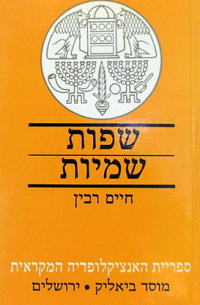 שפות
שמיות
חיים רבין
ספריית האנציקלופדיה המקראית
מוסד ביאליק • ירושלים